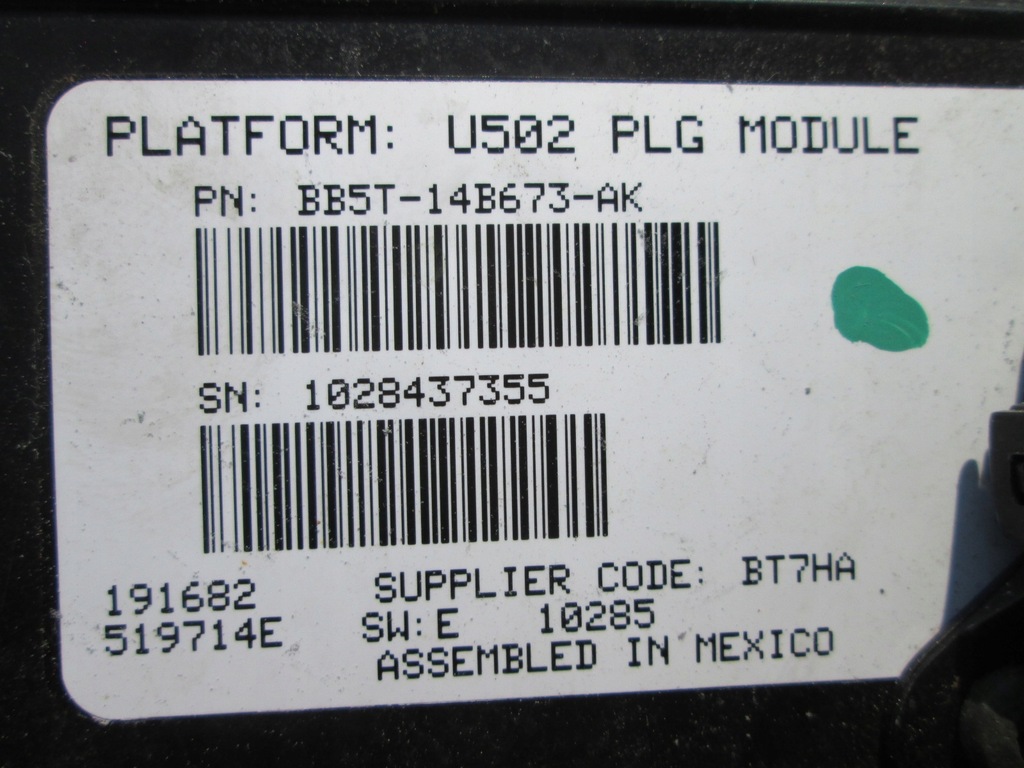 PLATFORM: U502 PLG MODULE
PN: BB5T-14B673-AK
SN: 1028437355
191682 SUPPLIER CODE: BT7HA
519714E SW:E 10285
ASSEMBLED IN MEXICO